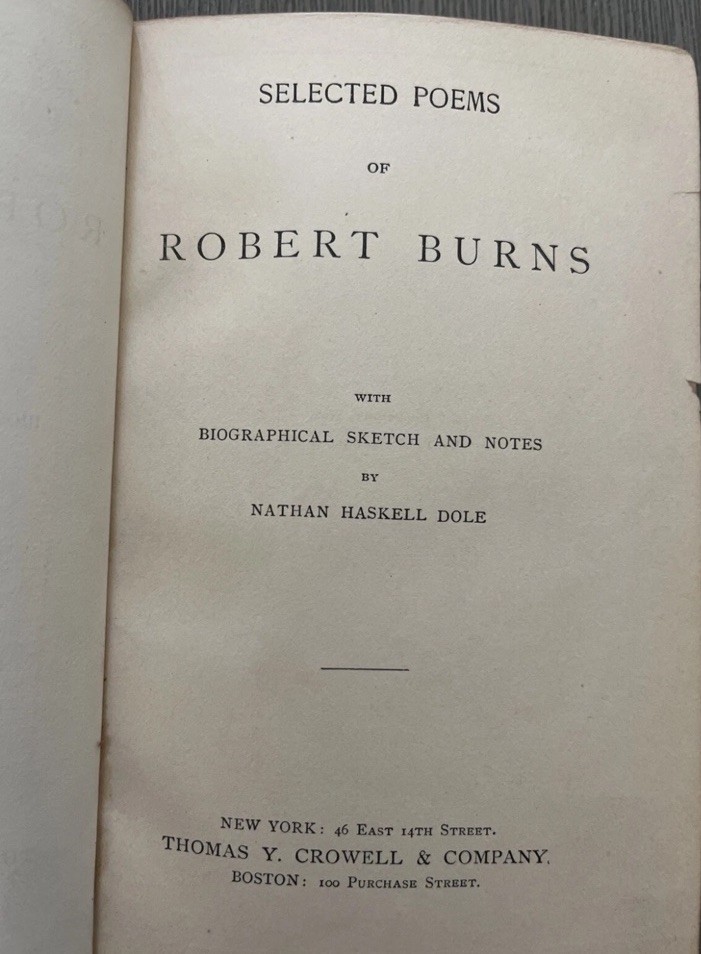 SELECTED POEMS
OF
ROBERT BURNS
WITH
BIOGRAPHICAL SKETCH AND NOTES
BY
NATHAN HASKELL DOLE
NEW YORK: 46 EAST 14TH STREET.
THOMAS Y. CROWELL & COMPANY.
BOSTON: 100 PURCHASE STREET.